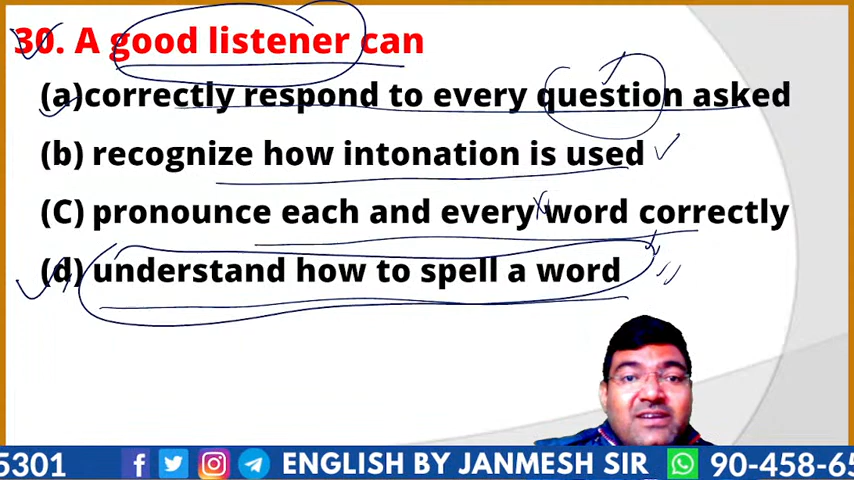 30. A good listener can
(a)correctly respond to every question asked
(b) recognize how intonation is used
(C) pronounce each and every word correctly
(d) understand how to spell a word
5301 ENGLISH BY JANMESH SIR 90-458-65